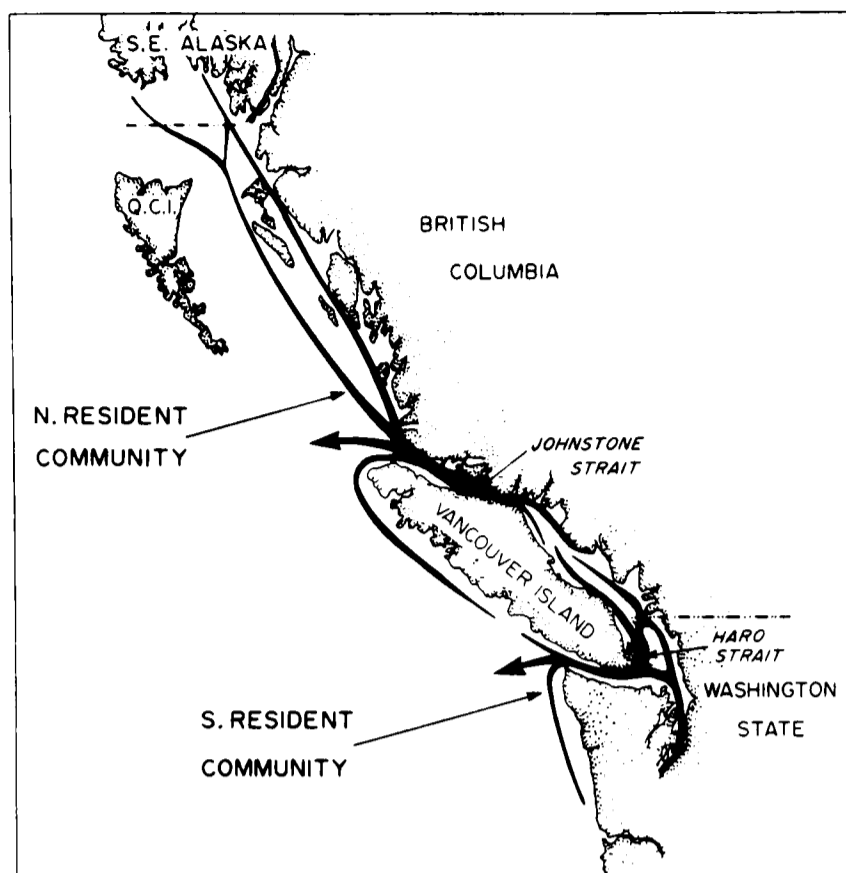 S.E. ALASKA
Q.C.I.
BRITISH
COLUMBIA
N. RESIDENT
COMMUNITY
JOHNSTONE
STRAIT
VANCOUVER ISLAND
HARO
STRAIT
WASHINGTON
STATE
S. RESIDENT
COMMUNITY